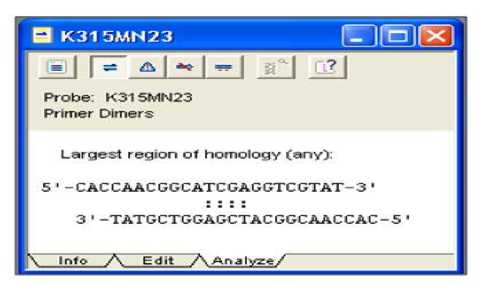 K315MN23
Probe: K315MN23
Primer Dimers
Largest region of homology (any):
5'-CACCAACGGCATCGAGGTCGTAT-3'
::::
3'-TATGCTGGAGCTACGGCAACCAC-5'
Info Edit Analyze